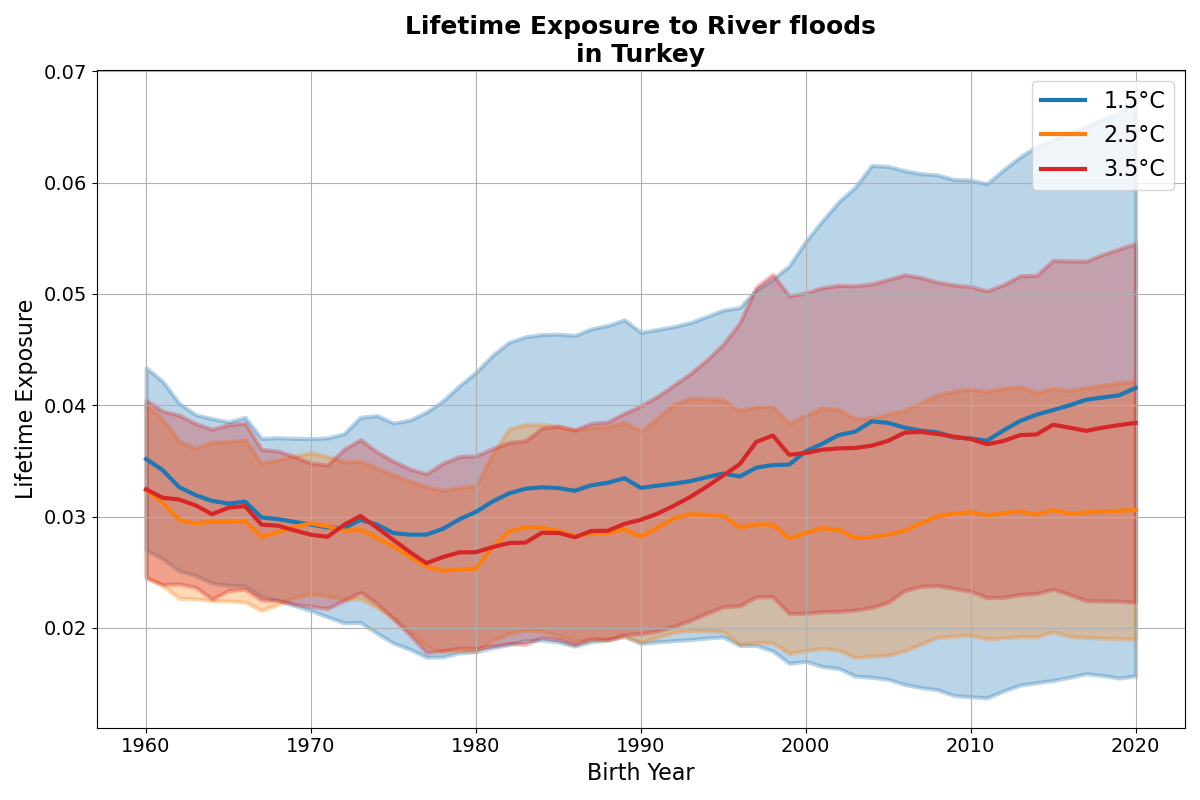 Lifetime Exposure to River floods
in Turkey
0.07
0.06
0.05
0.04
0.03
0.02
Lifetime Exposure
1.5°C
2.5°C
3.5°C
1960 1970 1980 1990 2000 2010 2020
Birth Year